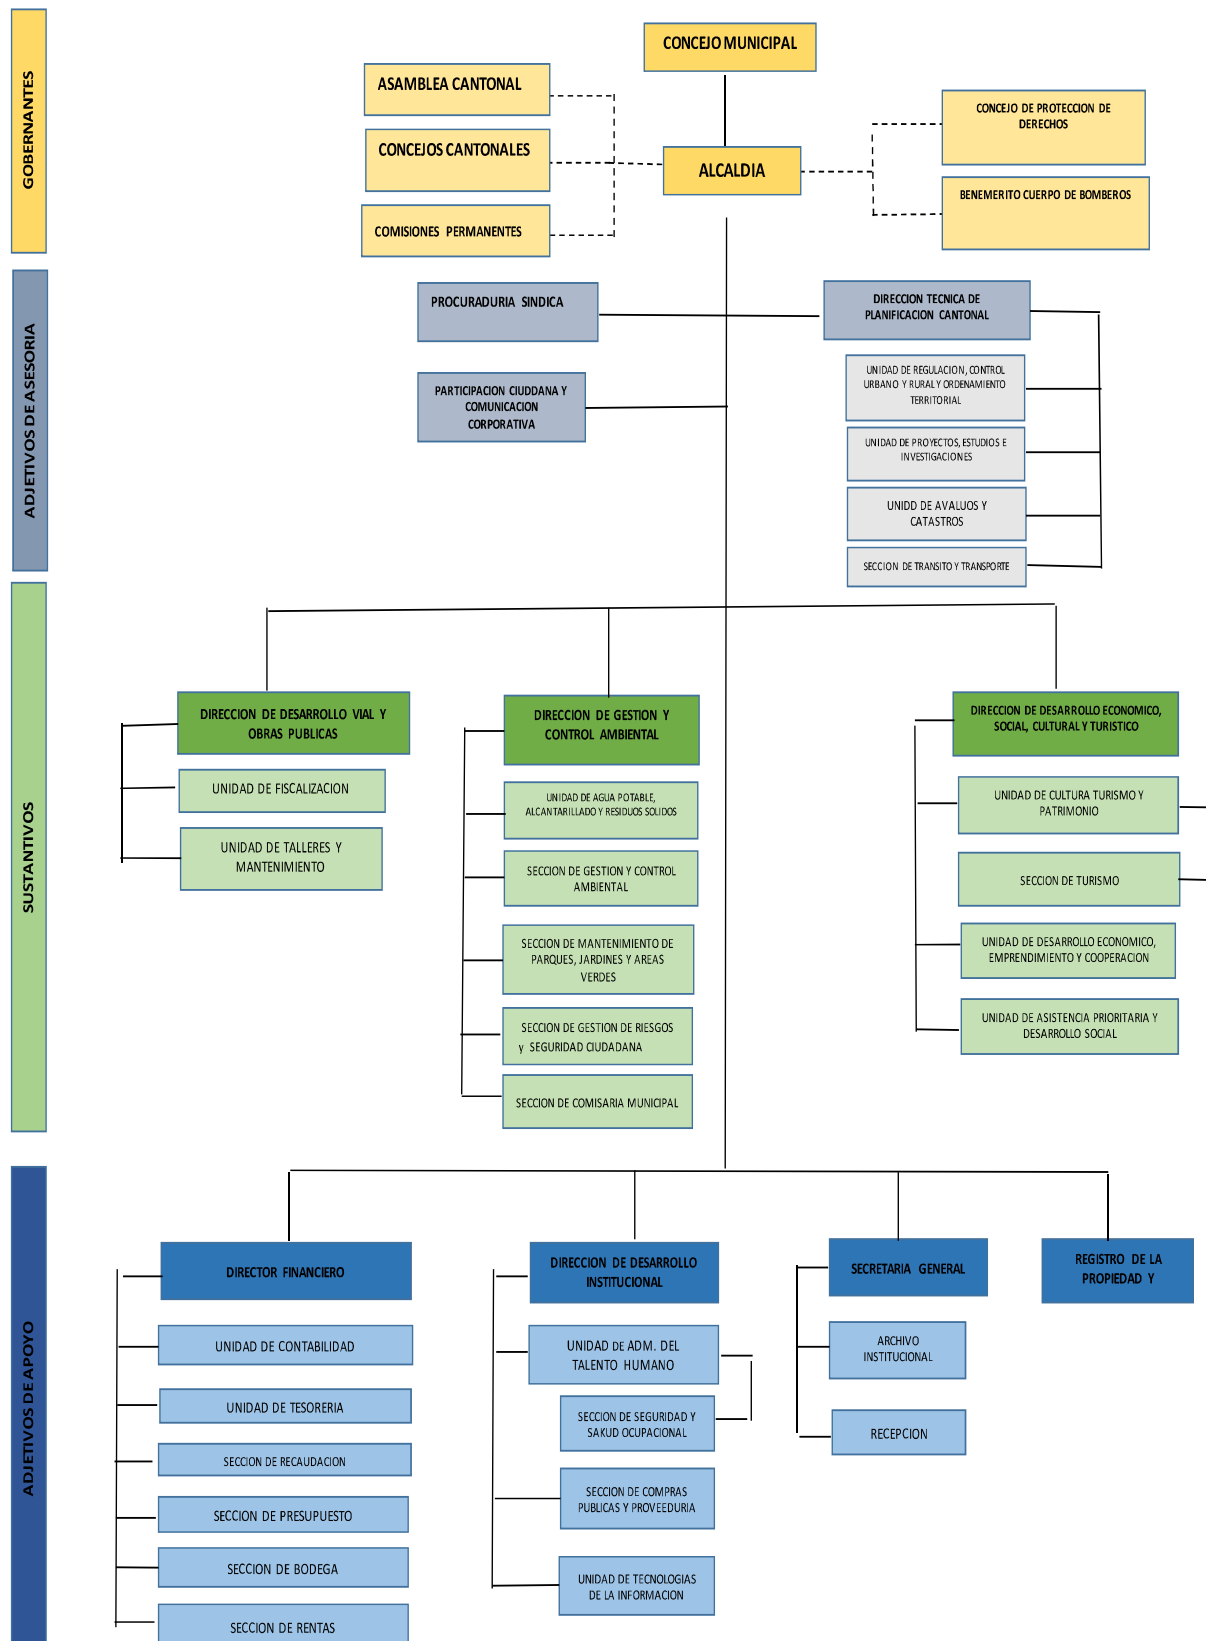 GOBERNANTES
CONCEJO MUNICIPAL
ASAMBLEA CANTONAL
CONCEJOS CANTONALES
COMISIONES PERMANENTES
ALCALDIA
CONCEJO DE PROTECCION DE
DERECHOS
BENEMERITO CUERPO DE BOMBEROS
ADJETIVOS DE ASESORIA
PROCURADURIA SINDICA
PARTICIPACION CIUDDANA Y
COMUNICACION
CORPORATIVA
DIRECCION TECNICA DE
PLANIFICACION CANTONAL
UNIDAD DE REGULACION, CONTROL
URBANO Y RURAL Y ORDENAMIENTO
TERRITORIAL
UNIDAD DE PROYECTOS, ESTUDIOS E
INVESTIGACIONES
UNIDD DE AVALUOS Y
CATASTROS
SECCION DE TRANSITO Y TRANSPORTE
SUSTANTIVOS
DIRECCION DE DESARROLLO VIAL Y
OBRAS PUBLICAS
UNIDAD DE FISCALIZACION
UNIDAD DE TALLERES Y
MANTENIMIENTO
DIRECCION DE GESTION Y
CONTROL AMBIENTAL
UNIDAD DE AGUA POTABLE,
ALCANTARILLADO Y RESIDUOS SOLIDOS
SECCION DE GESTION Y CONTROL
AMBIENTAL
SECCION DE MANTENIMIENTO DE
PARQUES, JARDINES Y AREAS
VERDES
SECCION DE GESTION DE RIESGOS
y SEGURIDAD CIUDADANA
SECCION DE COMISARIA MUNICIPAL
DIRECCION DE DESARROLLO ECONOMICO,
SOCIAL, CULTURAL Y TURISTICO
UNIDAD DE CULTURA TURISMO Y
PATRIMONIO
SECCION DE TURISMO
UNIDAD DE DESARROLLO ECONOMICO,
EMPRENDIMIENTO Y COOPERACION
UNIDAD DE ASISTENCIA PRIORITARIA Y
DESARROLLO SOCIAL
ADJETIVOS DE APOYO
DIRECTOR FINANCIERO
UNIDAD DE CONTABILIDAD
UNIDAD DE TESORERIA
SECCION DE RECAUDACION
SECCION DE PRESUPUESTO
SECCION DE BODEGA
SECCION DE RENTAS
DIRECCION DE DESARROLLO
INSTITUCIONAL
UNIDAD DE ADM. DEL
TALENTO HUMANO
SECCION DE SEGURIDAD Y
SAKUD OCUPACIONAL
SECCION DE COMPRAS
PUBLICAS Y PROVEEDURIA
UNIDAD DE TECNOLOGIAS
DE LA INFORMACION
SECRETARIA GENERAL
ARCHIVO
INSTITUCIONAL
RECEPCION
REGISTRO DE LA
PROPIEDAD Y